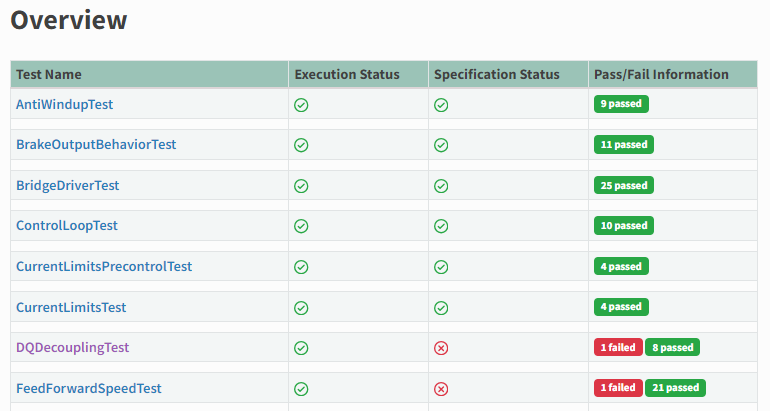 Overview
Test Name Execution Status Specification Status Pass/Fail Information
AntiWindupTest 9 passed
BrakeOutputBehaviorTest 11 passed
BridgeDriverTest 25 passed
ControlLoopTest 10 passed
CurrentLimitsPrecontrolTest 4 passed
CurrentLimitsTest 4 passed
DQDecouplingTest 1 failed 8 passed
FeedForwardSpeedTest 1 failed 21 passed